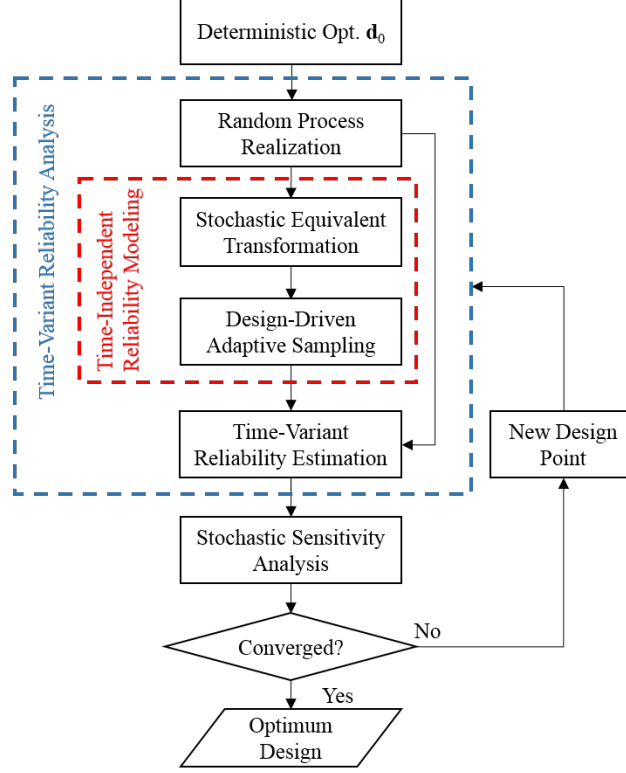 Deterministic Opt. d0
Time-Variant Reliability Analysis
Random Process
Realization
Time-Independent
Reliability Modeling
Stochastic Equivalent
Transformation
Design-Driven
Adaptive Sampling
Time-Variant
Reliability Estimation
New Design
Point
Stochastic Sensitivity
Analysis
Converged?
No
Yes
Optimum
Design